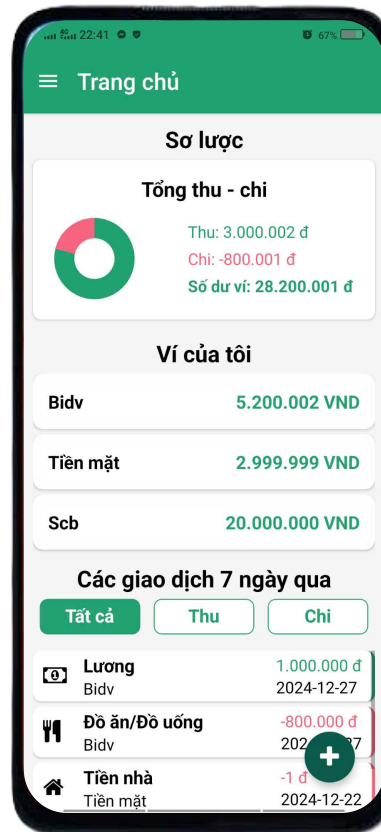 22:41
67%
Trang chủ
Sơ lược
Tổng thu - chi
Thu: 3.000.002 đ
Chi: -800.001 đ
Số dư ví: 28.200.001 đ
Ví của tôi
Bidv 5.200.002 VND
Tiền mặt 2.999.999 VND
Scb 20.000.000 VND
Các giao dịch 7 ngày qua
Tất cả Thu Chi
Lương 1.000.000 đ
Bidv 2024-12-27
Đồ ăn/Đồ uống -800.000 đ
Bidv
Tiền nhà -1 đ
Tiền mặt 2024-12-22